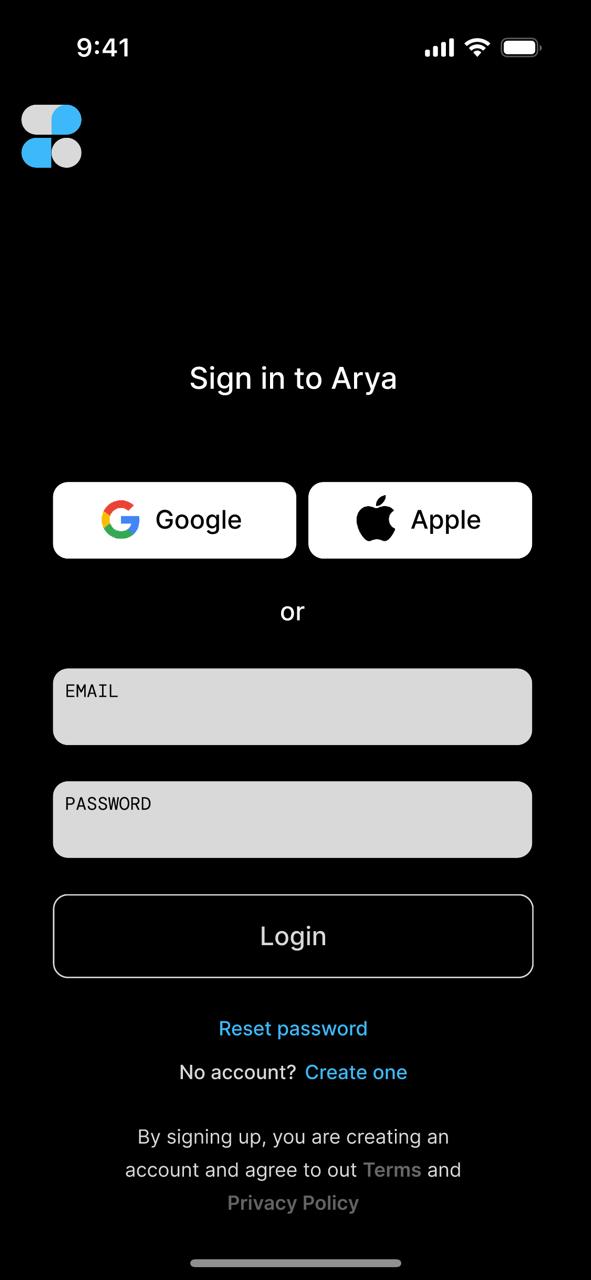 9:41
Sign in to Arya
Google
Apple
or
EMAIL
PASSWORD
Login
Reset password
No account? Create one
By signing up, you are creating an
account and agree to out Terms and
Privacy Policy